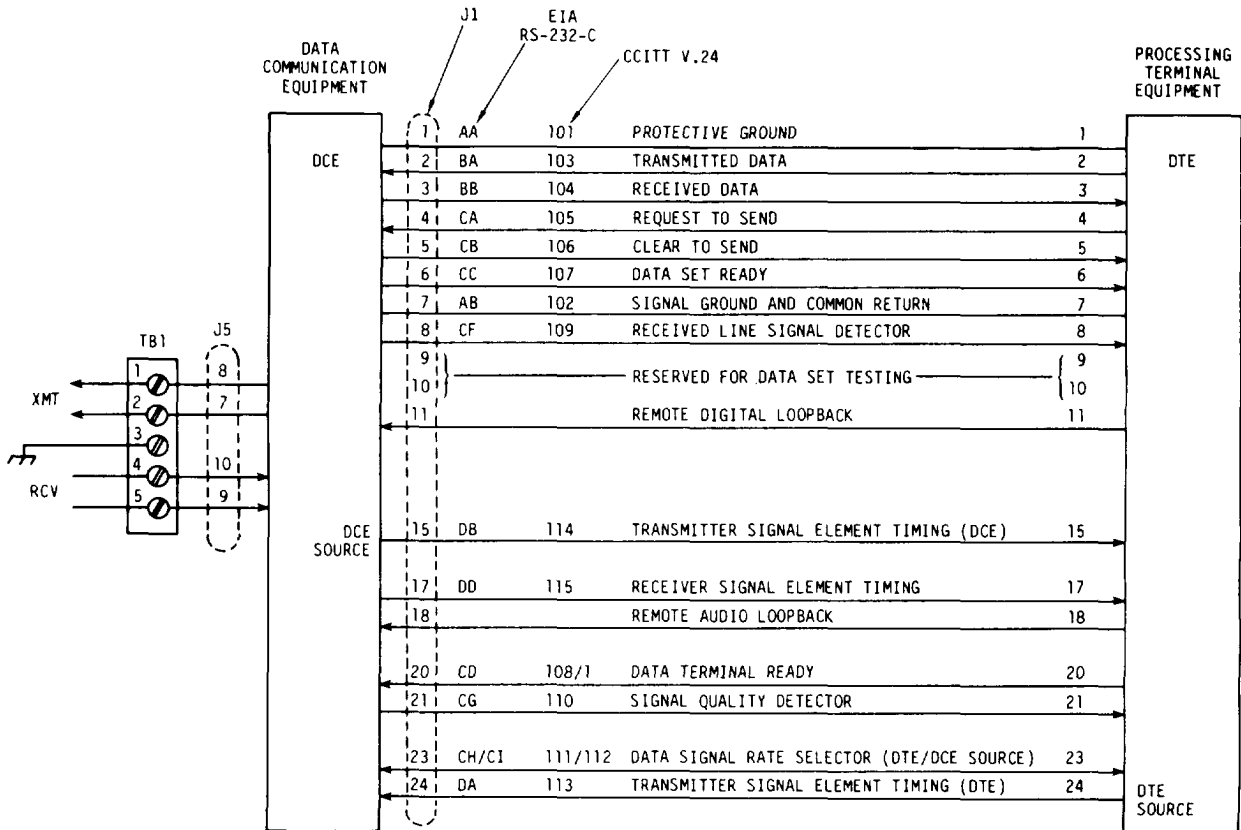 J1
EIA
RS-232-C
CCITT V.24
DATA
COMMUNICATION
EQUIPMENT
PROCESSING
TERMINAL
EQUIPMENT
DCE
DTE
1 AA 101 PROTECTIVE GROUND 1
2 BA 103 TRANSMITTED DATA 2
3 BB 104 RECEIVED DATA 3
4 CA 105 REQUEST TO SEND 4
5 CB 106 CLEAR TO SEND 5
6 CC 107 DATA SET READY 6
7 AB 102 SIGNAL GROUND AND COMMON RETURN 7
8 CF 109 RECEIVED LINE SIGNAL DETECTOR 8
9 9
RESERVED FOR DATA SET TESTING
10 10
11 REMOTE DIGITAL LOOPBACK 11
TB1
J5
1 8
XMT
2 7
3
4 10
RCV
5 9
DCE
SOURCE
15 DB 114 TRANSMITTER SIGNAL ELEMENT TIMING (DCE) 15
17 DD 115 RECEIVER SIGNAL ELEMENT TIMING 17
18 REMOTE AUDIO LOOPBACK 18
20 CD 108/1 DATA TERMINAL READY 20
21 CG 110 SIGNAL QUALITY DETECTOR 21
23 CH/CI 111/112 DATA SIGNAL RATE SELECTOR (DTE/DCE SOURCE) 23
24 DA 113 TRANSMITTER SIGNAL ELEMENT TIMING (DTE) 24
DTE
SOURCE